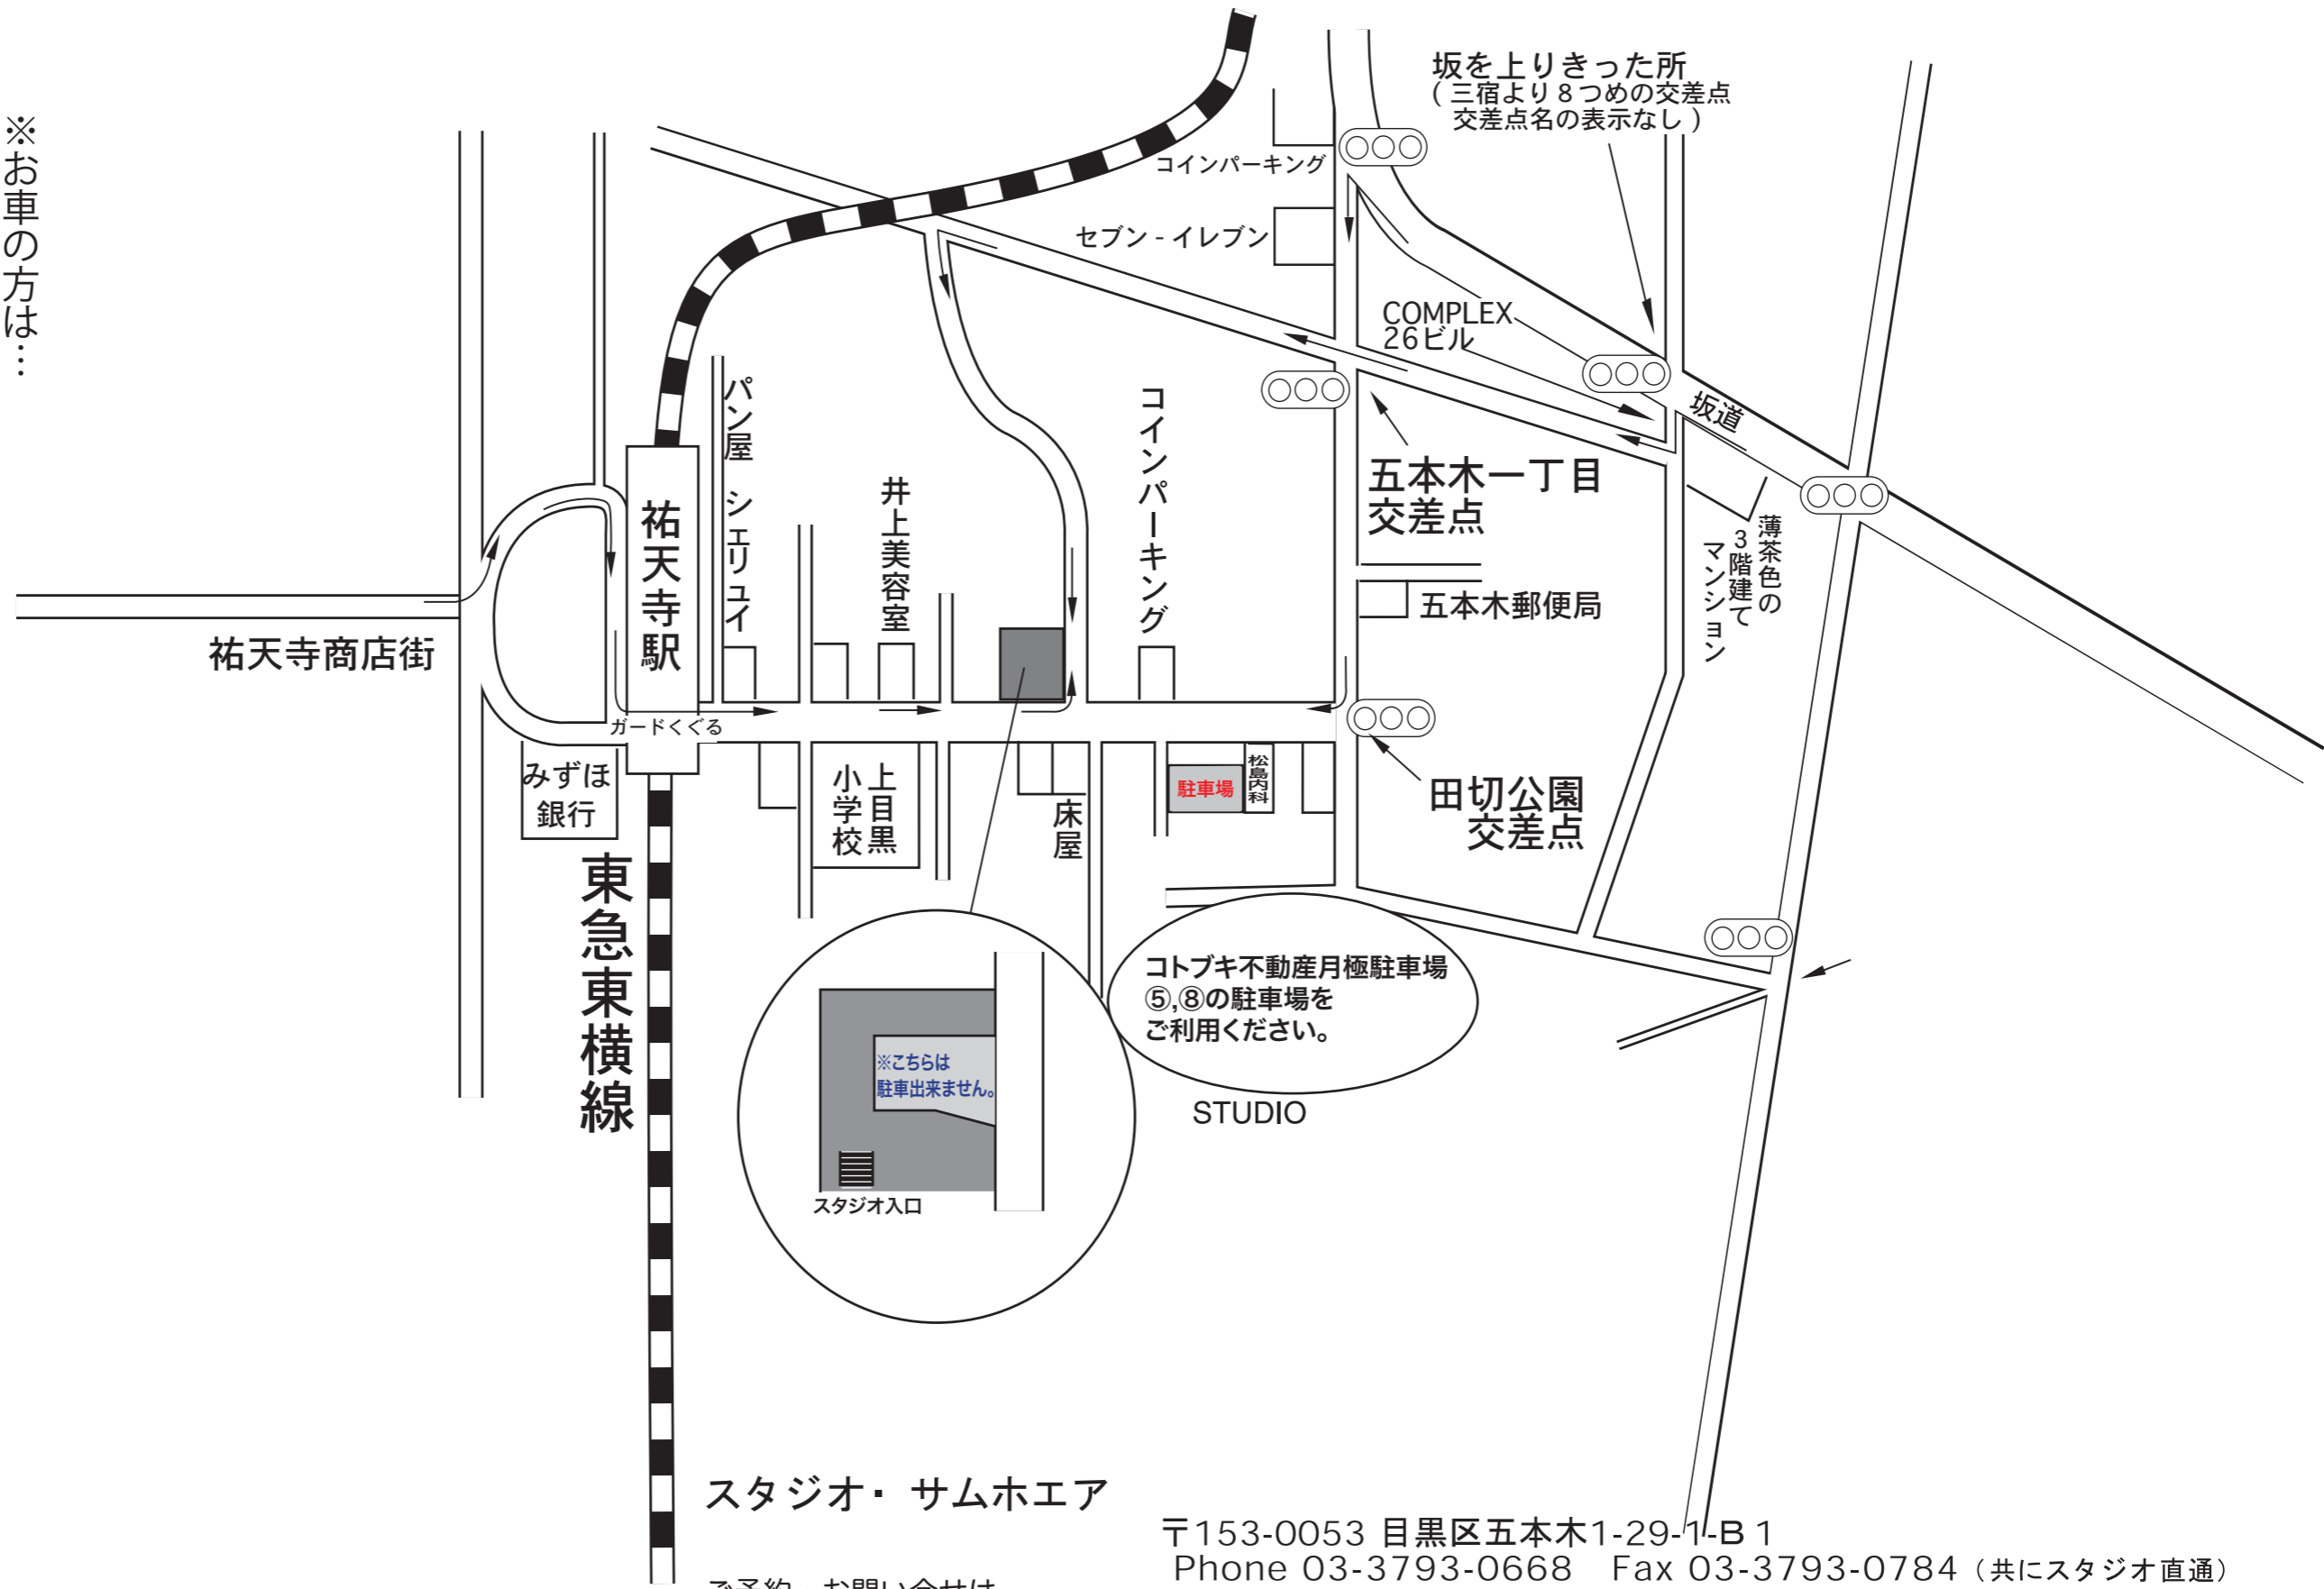 ※お車の方は…
坂を上りきった所
( 三宿より8つめの交差点
交差点名の表示なし )
コインパーキング
セブン - イレブン
COMPLEX
26ビル
坂道
パン屋 シェリュイ
井上美容室
コインパーキング
五本木一丁目
交差点
薄茶色の
3階建て
マンション
五本木郵便局
祐天寺駅
祐天寺商店街
ガードくぐる
みずほ
銀行
上目黒
小学校
床屋
駐車場
松島内科
田切公園
交差点
東急東横線
コトブキ不動産月極駐車場
⑤,⑧の駐車場を
ご利用ください。
※こちらは
駐車出来ません。
STUDIO
スタジオ入口
スタジオ・サムホエア
〒153-0053 目黒区五本木1-29-1-B1
Phone 03-3793-0668 Fax 03-3793-0784（共にスタジオ直通）
ご予約、お問い合せは